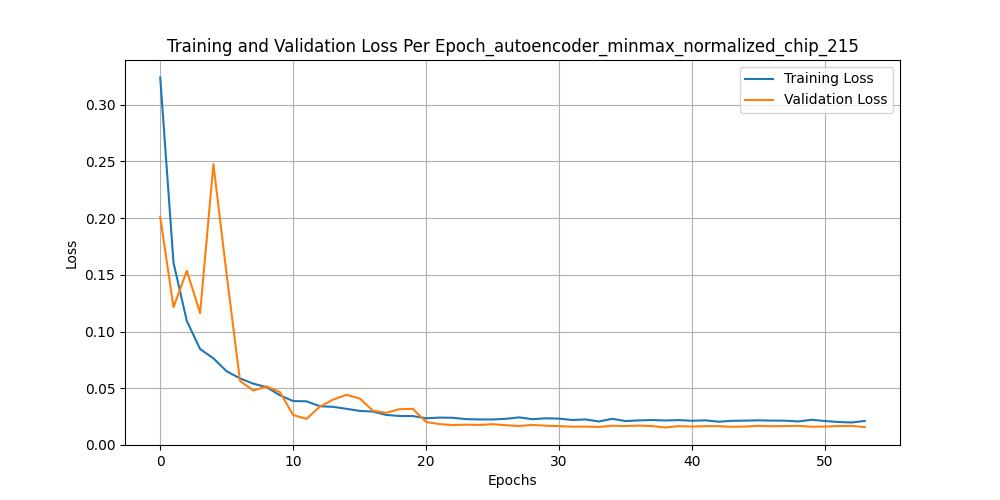 Training and Validation Loss Per Epoch_autoencoder_minmax_normalized_chip_215
Training Loss
Validation Loss
0.30
0.25
0.20
0.15
0.10
0.05
0.00
Loss
0 10 20 30 40 50
Epochs